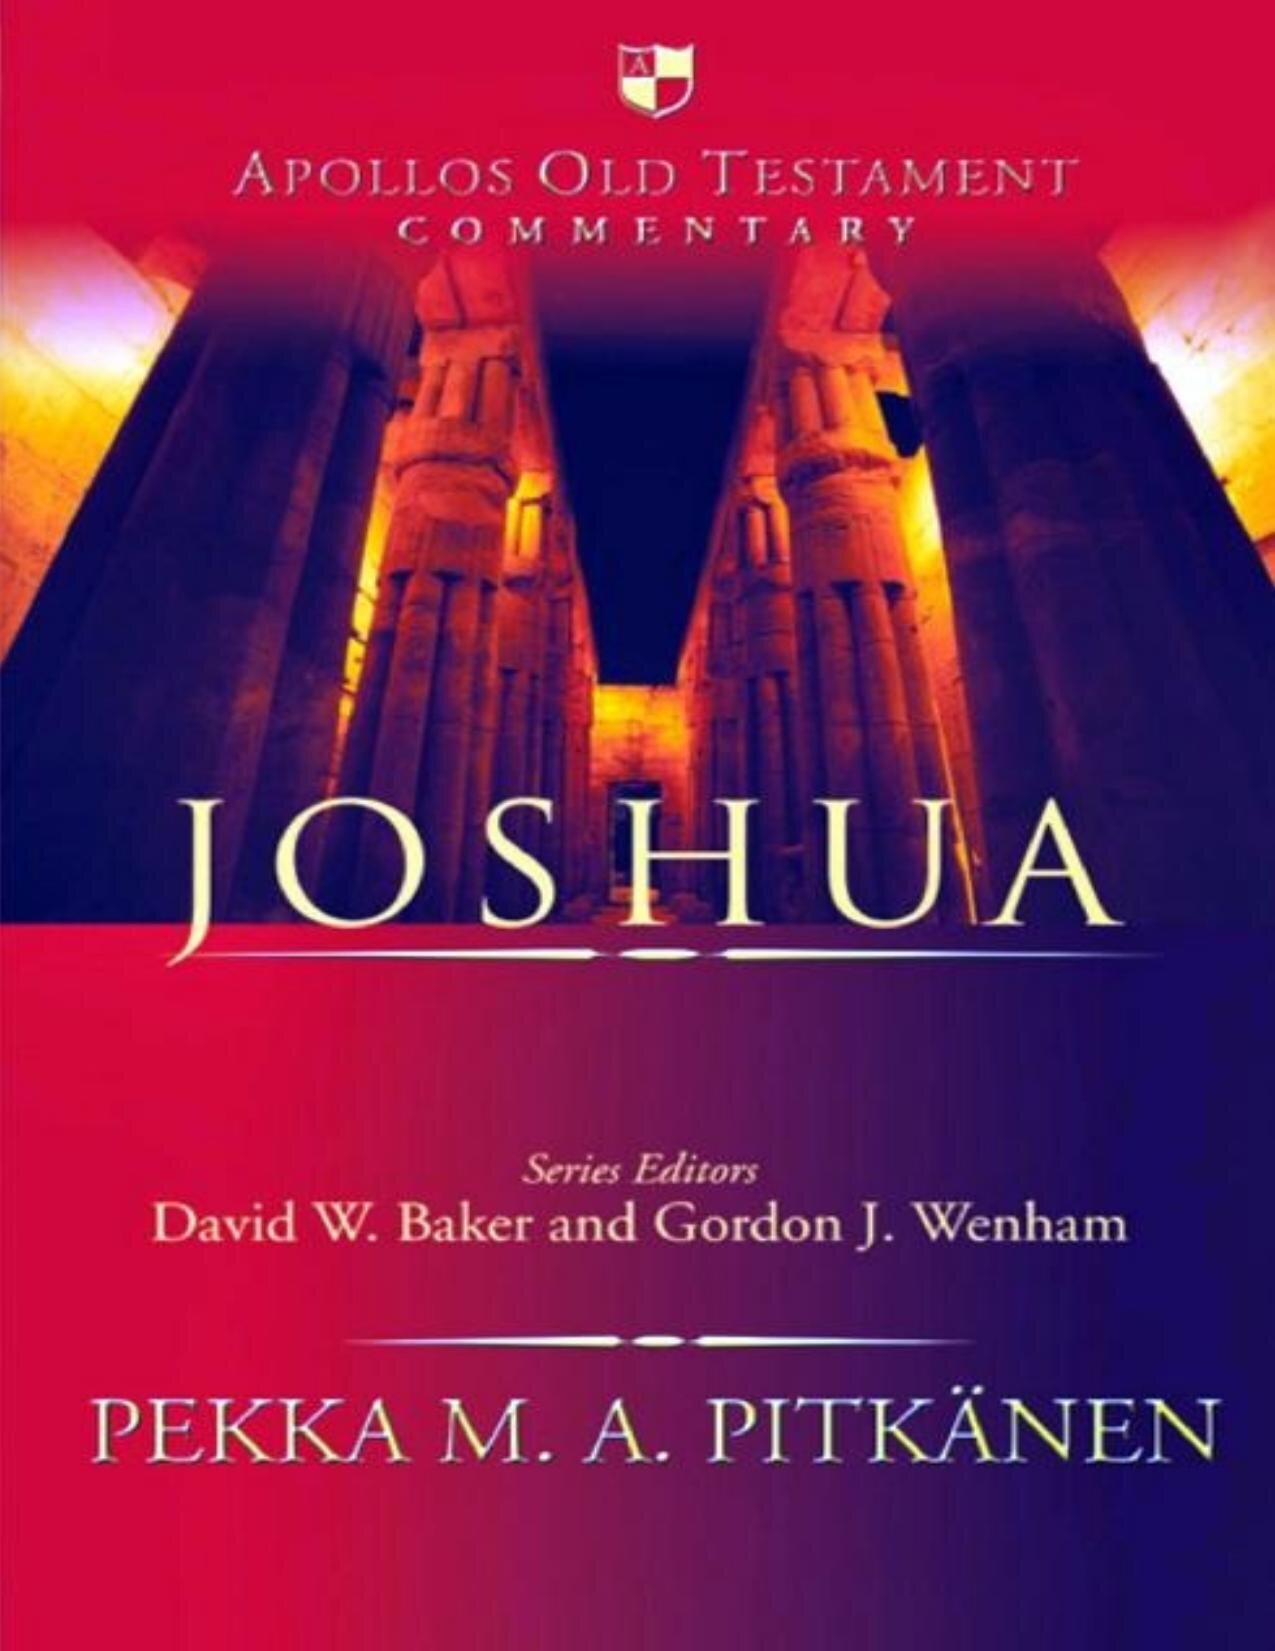 A
APOLLOS OLD TESTAMENT
COMMENTARY
JOSHUA
Series Editors
David W. Baker and Gordon J. Wenham
PEKKA M. A. PITKÄNEN